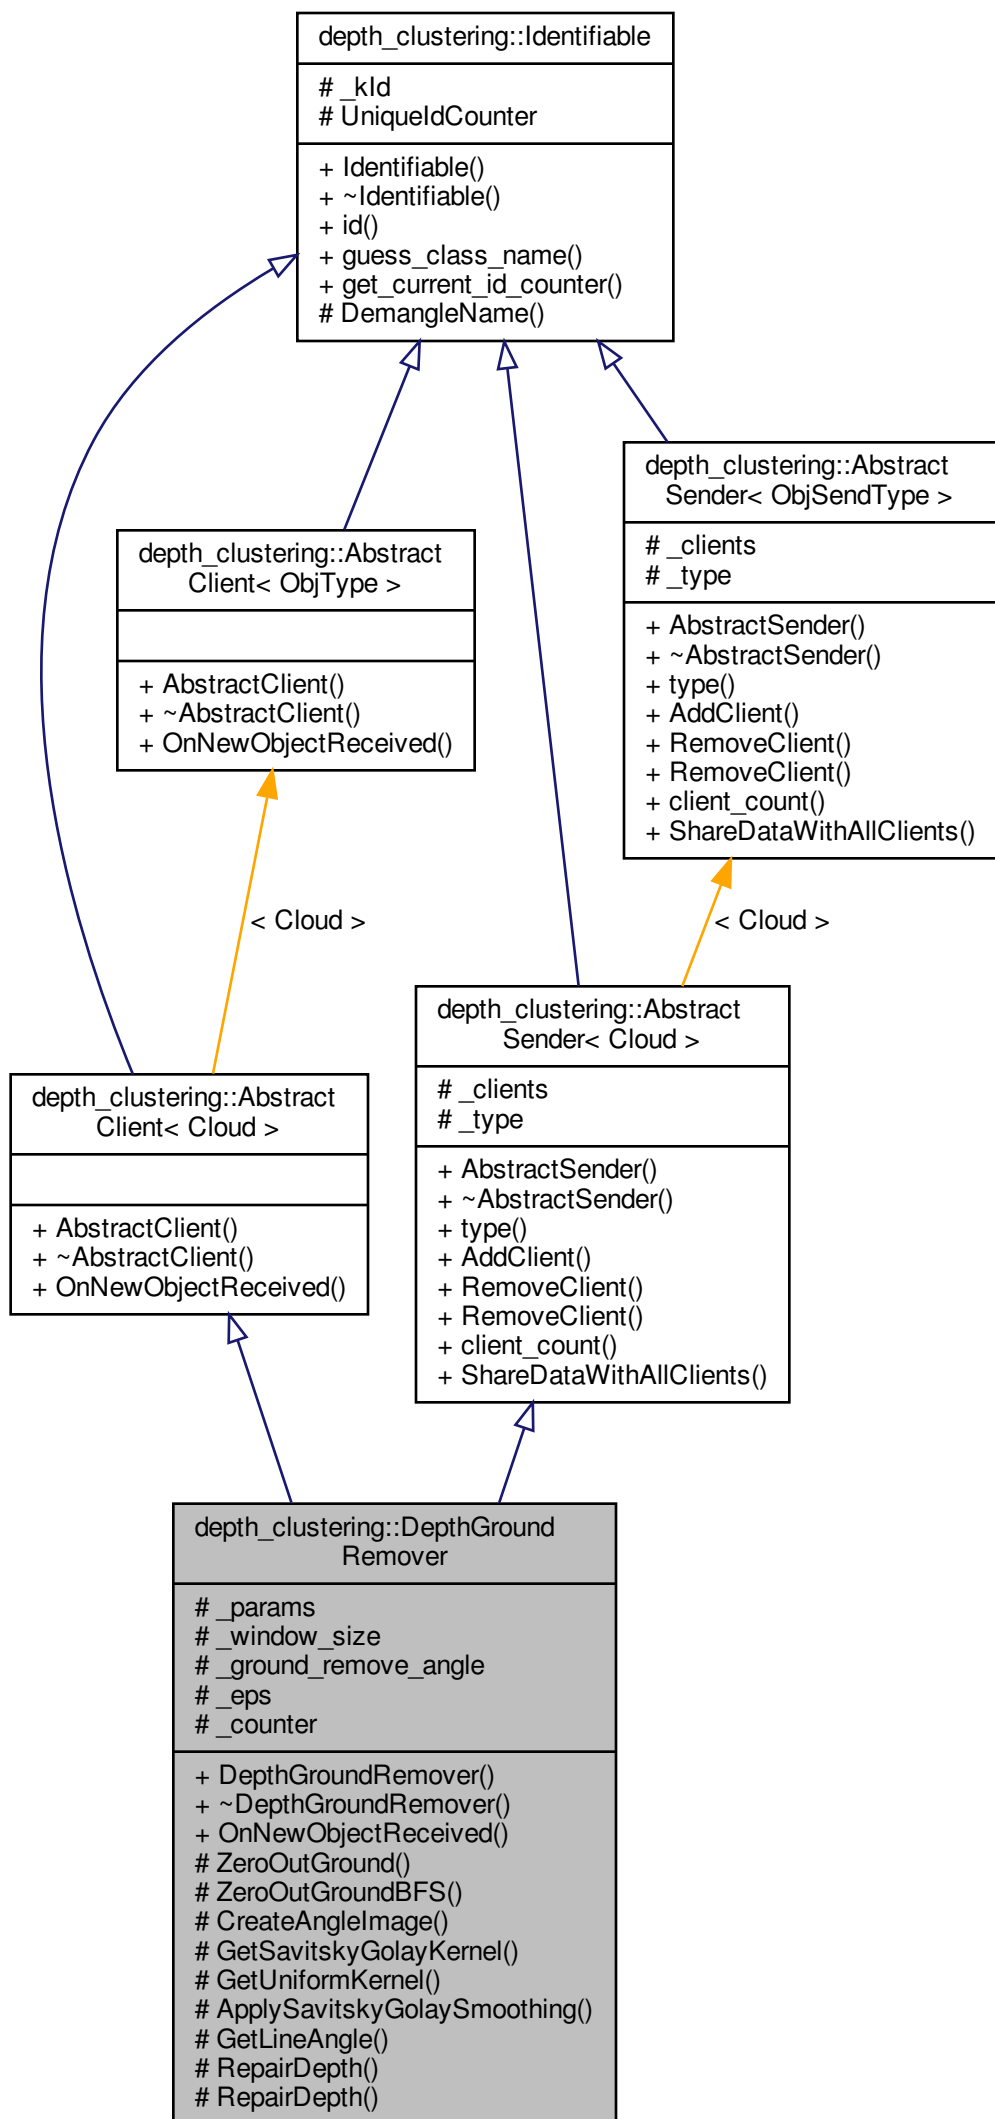 depth_clustering::Identifiable
# _kId
# UniqueIdCounter
+ Identifiable()
+ ~Identifiable()
+ id()
+ guess_class_name()
+ get_current_id_counter()
# DemangleName()
depth_clustering::Abstract
Sender< ObjSendType >
# _clients
# _type
+ AbstractSender()
+ ~AbstractSender()
+ type()
+ AddClient()
+ RemoveClient()
+ RemoveClient()
+ client_count()
+ ShareDataWithAllClients()
depth_clustering::Abstract
Client< ObjType >
+ AbstractClient()
+ ~AbstractClient()
+ OnNewObjectReceived()
< Cloud >
< Cloud >
depth_clustering::Abstract
Sender< Cloud >
# _clients
# _type
+ AbstractSender()
+ ~AbstractSender()
+ type()
+ AddClient()
+ RemoveClient()
+ RemoveClient()
+ client_count()
+ ShareDataWithAllClients()
depth_clustering::Abstract
Client< Cloud >
+ AbstractClient()
+ ~AbstractClient()
+ OnNewObjectReceived()
depth_clustering::DepthGround
Remover
# _params
# _window_size
# _ground_remove_angle
# _eps
# _counter
+ DepthGroundRemover()
+ ~DepthGroundRemover()
+ OnNewObjectReceived()
# ZeroOutGround()
# ZeroOutGroundBFS()
# CreateAngleImage()
# GetSavitskyGolayKernel()
# GetUniformKernel()
# ApplySavitskyGolaySmoothing()
# GetLineAngle()
# RepairDepth()
# RepairDepth()